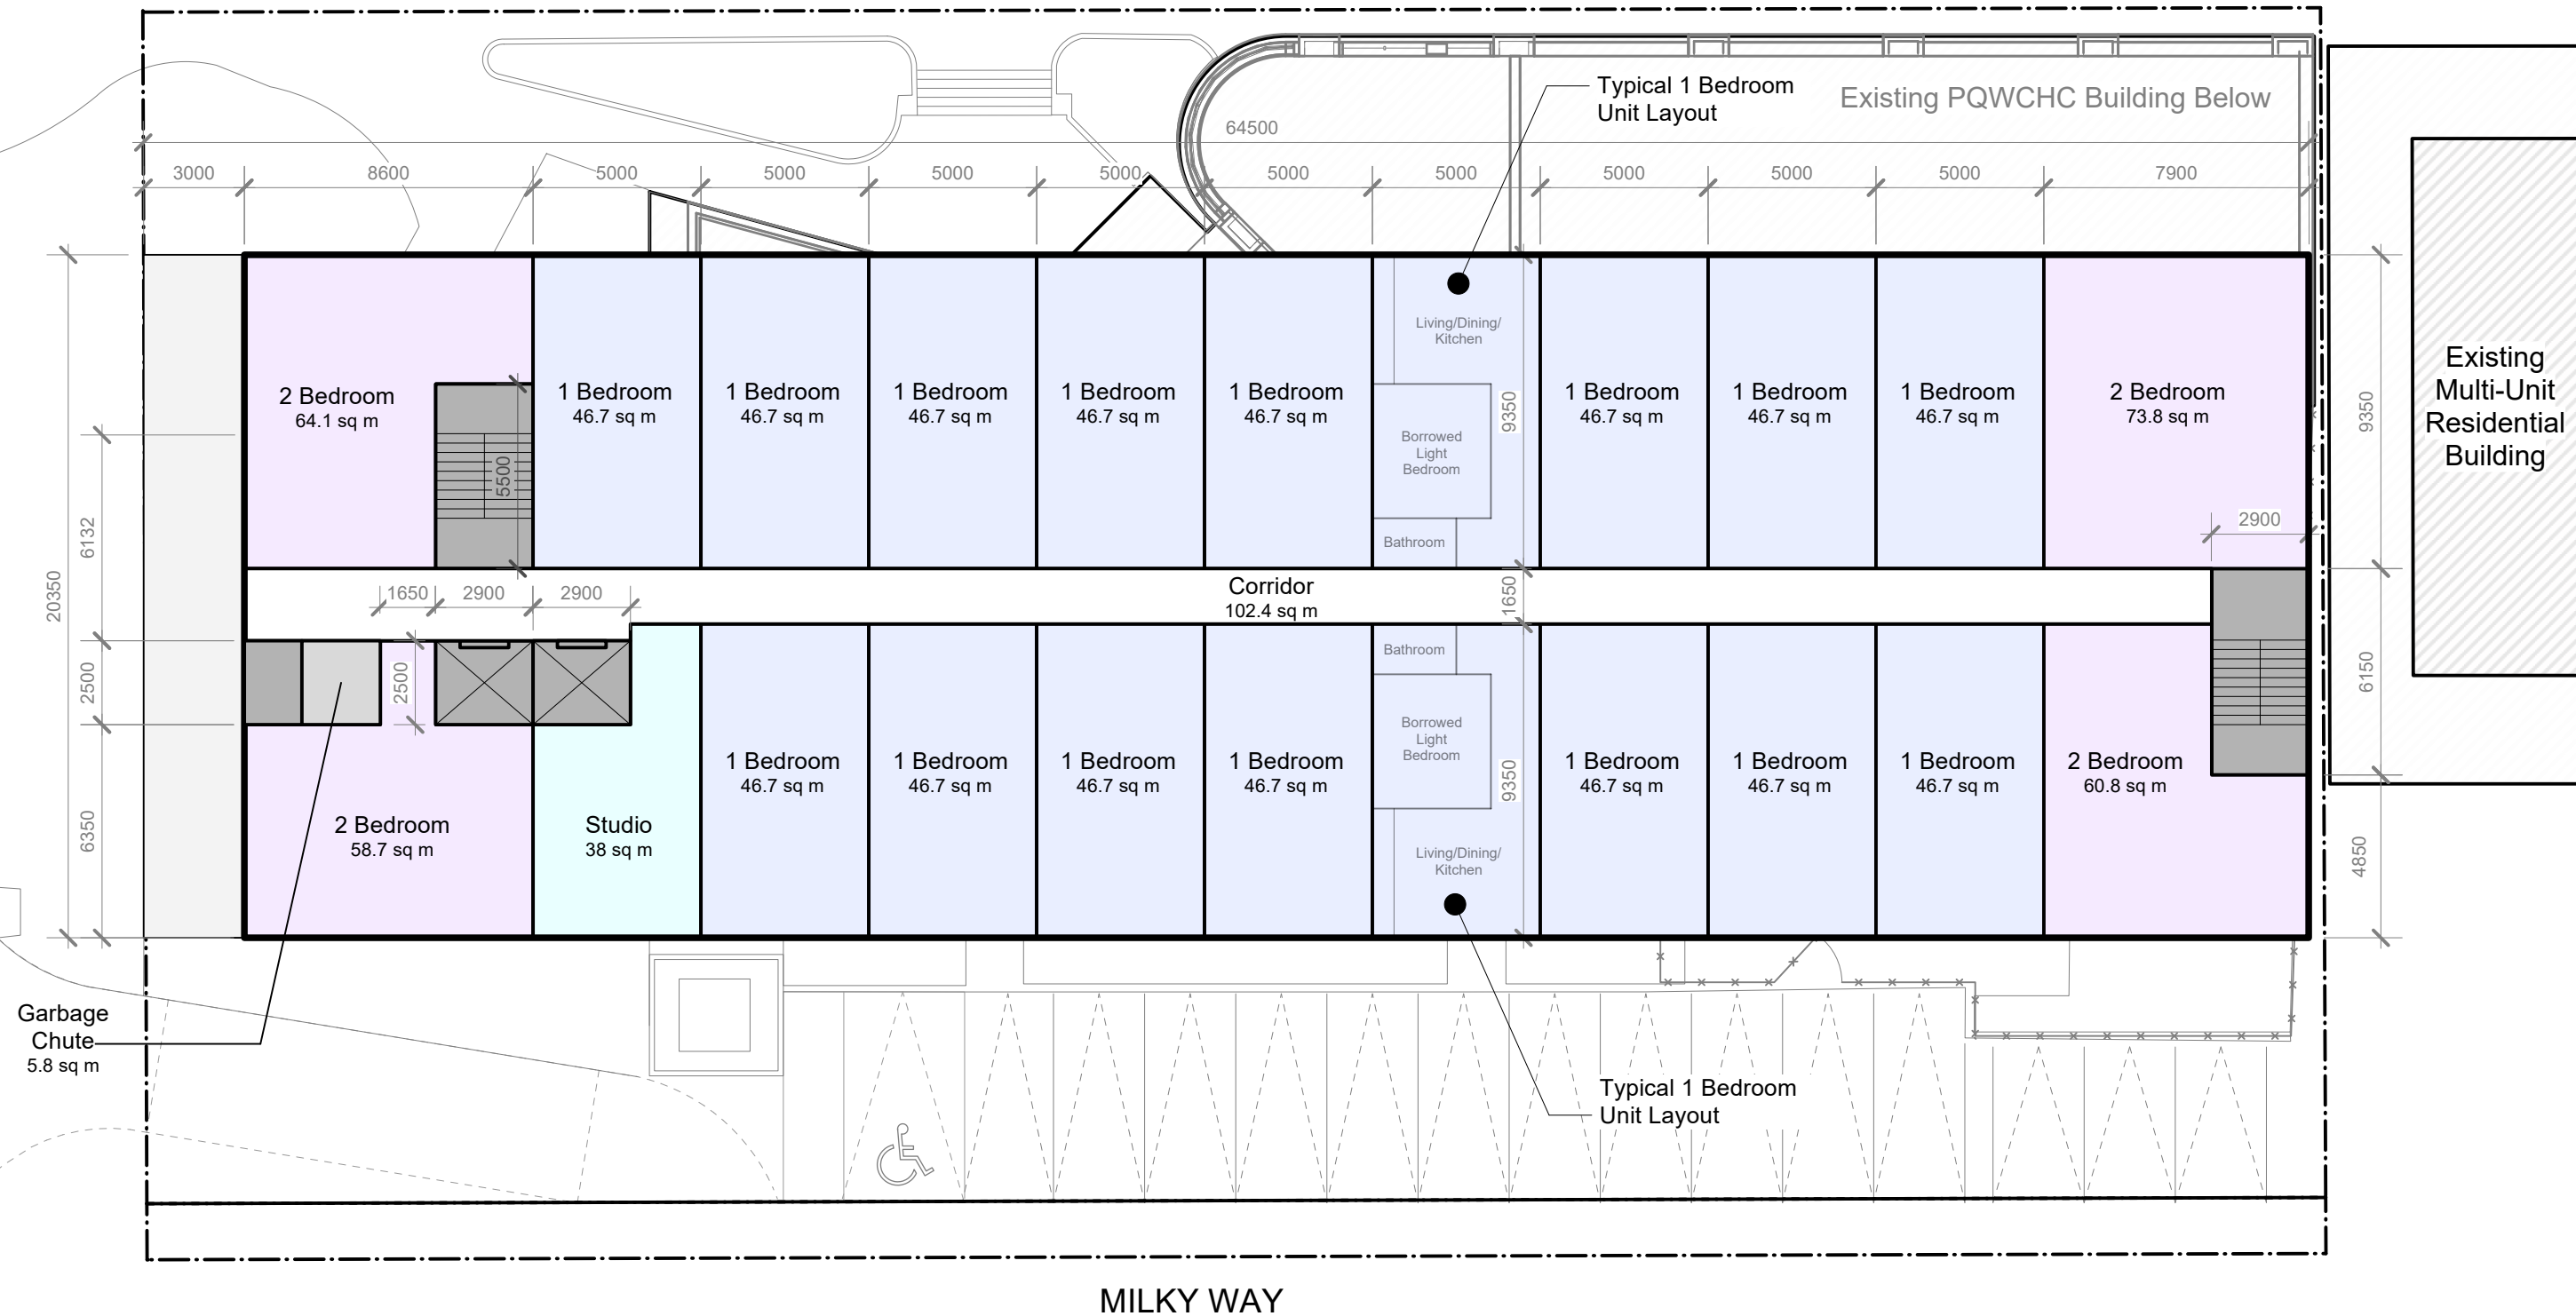 Typical 1 Bedroom
Unit Layout
Existing PQWCHC Building Below
64500
3000
8600
5000
5000
5000
5000
5000
5000
5000
5000
5000
7900
2 Bedroom
64.1 sq m
1 Bedroom
46.7 sq m
1 Bedroom
46.7 sq m
1 Bedroom
46.7 sq m
1 Bedroom
46.7 sq m
1 Bedroom
46.7 sq m
Living/Dining/
Kitchen
Borrowed
Light
Bedroom
Bathroom
9350
1 Bedroom
46.7 sq m
1 Bedroom
46.7 sq m
1 Bedroom
46.7 sq m
2 Bedroom
73.8 sq m
2900
9350
Existing
Multi-Unit
Residential
Building
5500
6132
20350
1650
2900
2900
Corridor
102.4 sq m
1650
2500
2500
6350
2 Bedroom
58.7 sq m
Studio
38 sq m
1 Bedroom
46.7 sq m
1 Bedroom
46.7 sq m
1 Bedroom
46.7 sq m
1 Bedroom
46.7 sq m
Bathroom
Borrowed
Light
Bedroom
9350
Living/Dining/
Kitchen
1 Bedroom
46.7 sq m
1 Bedroom
46.7 sq m
1 Bedroom
46.7 sq m
2 Bedroom
60.8 sq m
6150
4850
Garbage
Chute
5.8 sq m
Typical 1 Bedroom
Unit Layout
MILKY WAY